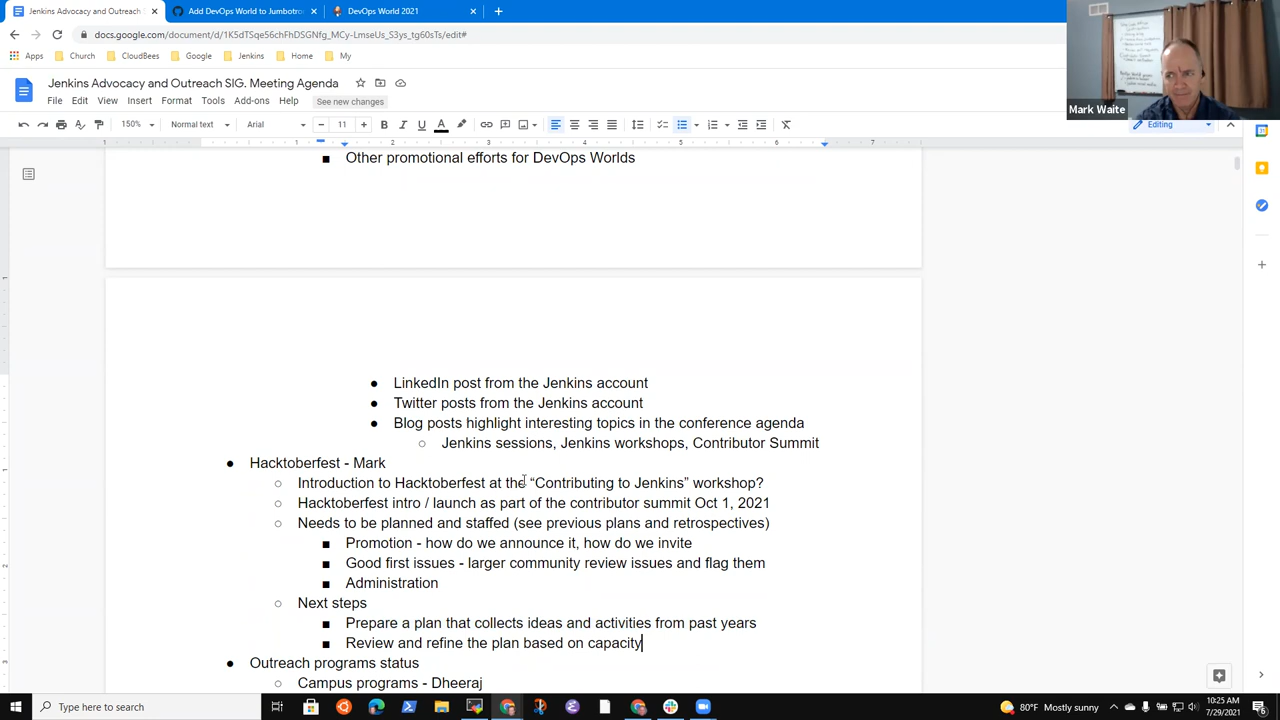 Jenkins Advocacy and Outreach S
Add DevOps World to Jumbotro
DevOps World 2021
docs.google.com/document/d/1K5dTSqe56chFhDSGNfg_MCy-DmseUs_S3ys_tg5sYom0/edit#
Apps Church CloudBees Google Jenkins Home My
Jenkins Advocacy and Outreach SIG. Meeting Agenda
File Edit View Insert Format Tools Add-ons Help See new changes
150% Normal text Arial 11 Editing
Mark Waite
1 1 2 3 4 5 6 7
Other promotional efforts for DevOps Worlds
LinkedIn post from the Jenkins account
Twitter posts from the Jenkins account
Blog posts highlight interesting topics in the conference agenda
Jenkins sessions, Jenkins workshops, Contributor Summit
Hacktoberfest - Mark
Introduction to Hacktoberfest at the “Contributing to Jenkins” workshop?
Hacktoberfest intro / launch as part of the contributor summit Oct 1, 2021
Needs to be planned and staffed (see previous plans and retrospectives)
Promotion - how do we announce it, how do we invite
Good first issues - larger community review issues and flag them
Administration
Next steps
Prepare a plan that collects ideas and activities from past years
Review and refine the plan based on capacity
Outreach programs status
Campus programs - Dheeraj
Type here to search
80°F Mostly sunny
10:25 AM
7/29/2021